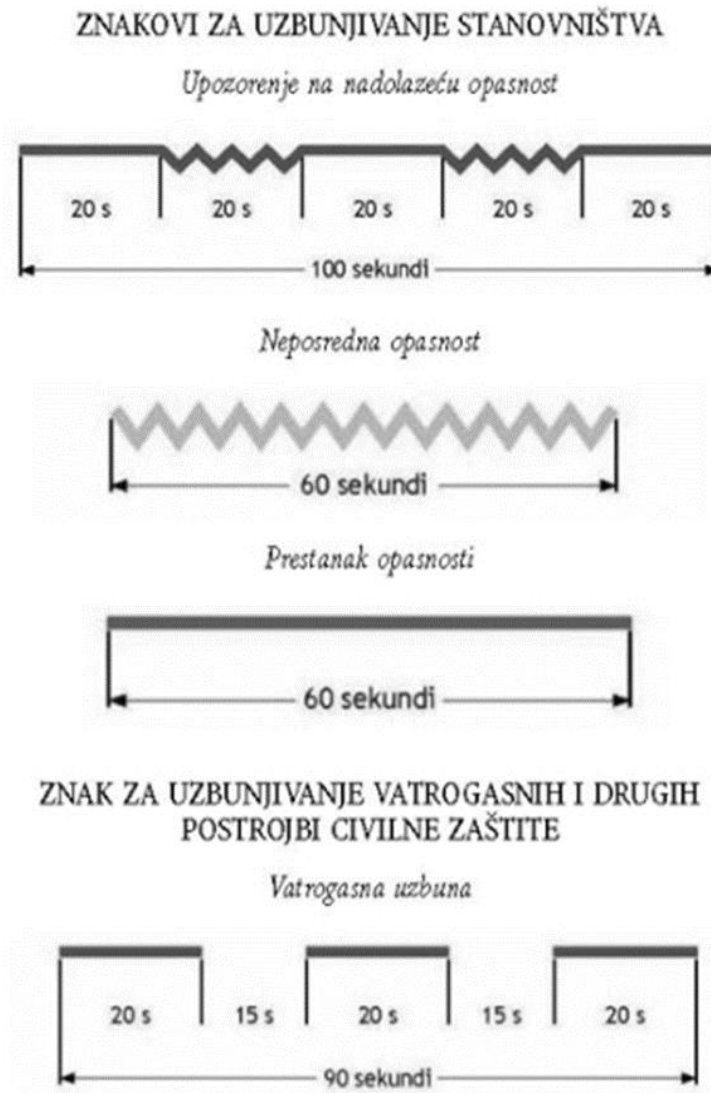 ZNAKOVI ZA UZBUNJIVANJE STANOVNIŠTVA
Upozorenje na nadolazeću opasnost
20 s 20 s 20 s 20 s 20 s
100 sekundi
Neposredna opasnost
60 sekundi
Prestanak opasnosti
60 sekundi
ZNAK ZA UZBUNJIVANJE VATROGASNIH I DRUGIH
POSTROJBI CIVILNE ZAŠTITE
Vatrogasna uzbuna
20 s 15 s 20 s 15 s 20 s
90 sekundi